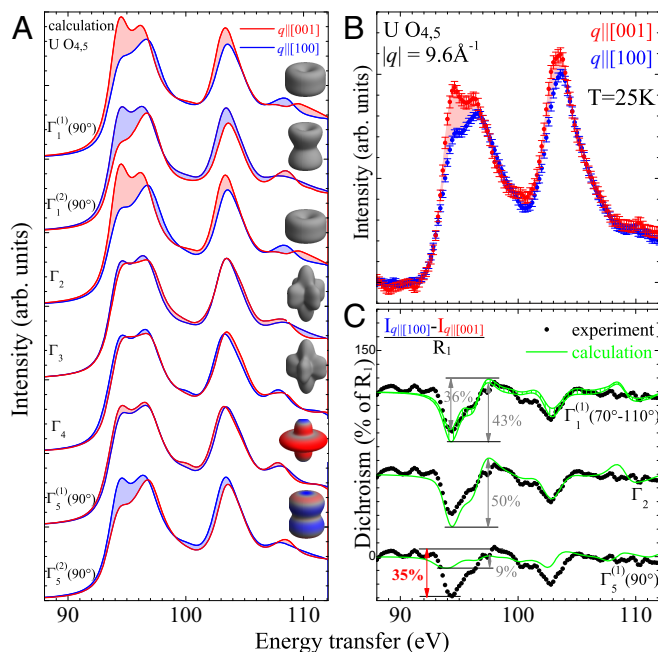 A
calculation
U O4,5
q||[001]
q||[100]
Γ1(1)(90°)
Γ1(2)(90°)
Γ2
Γ3
Γ4
Γ5(1)(90°)
Γ5(2)(90°)
Intensity (arb. units)
90 100 110
B
U O4,5
|q| = 9.6Å-1
q||[001]
q||[100]
T=25K
Intensity (arb. units)
C
Iq||[100]-Iq||[001]
R1
experiment
calculation
150
0
36%
43%
Γ1(1)(70°-110°)
50%
Γ2
35%
9%
Γ5(1)(90°)
Dichroism (% of R1)
90 100 110
Energy transfer (eV)